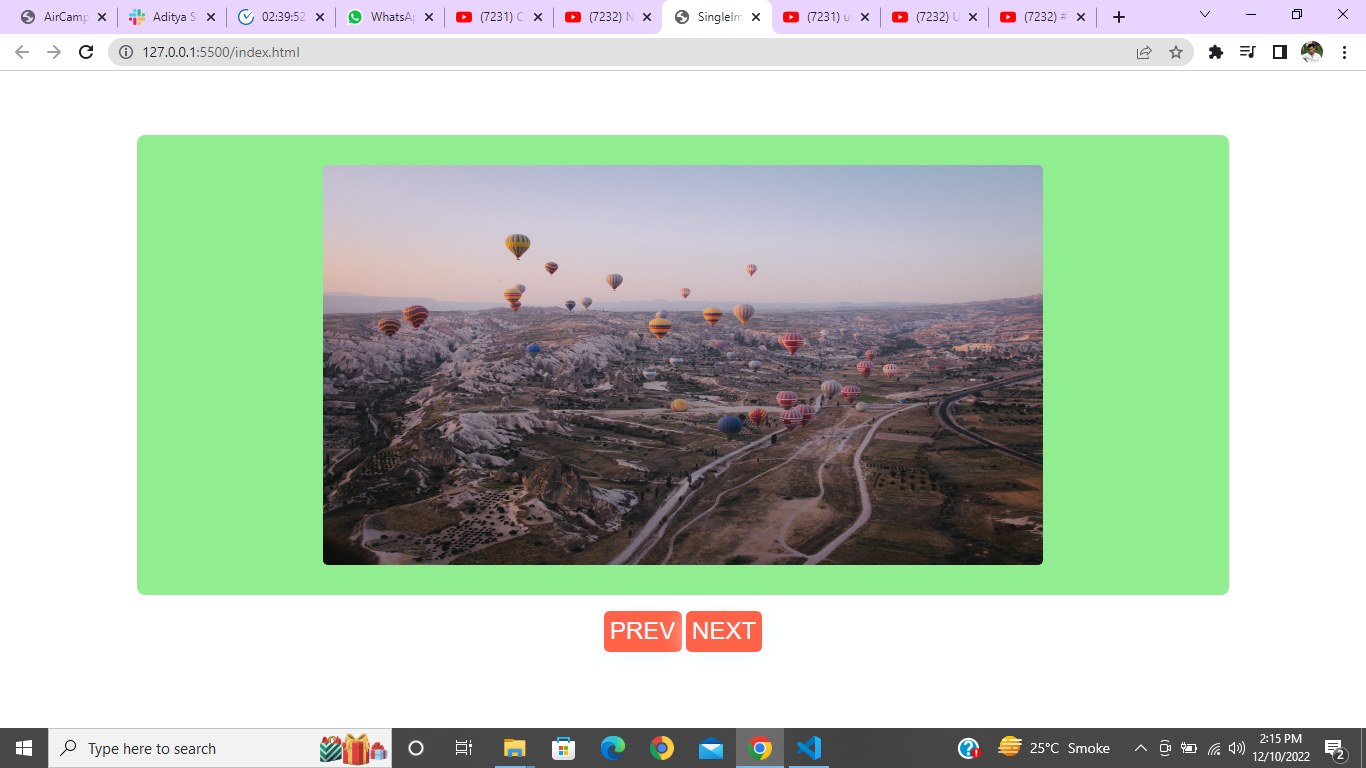 AirCamp
Aditya S
02:39:52
WhatsAp
(7231) C
(7232) N
SingleIm
(7231) u
(7232) U
(7232) #
127.0.0.1:5500/index.html
PREV NEXT
Type here to search
25°C Smoke
2:15 PM
12/10/2022
2